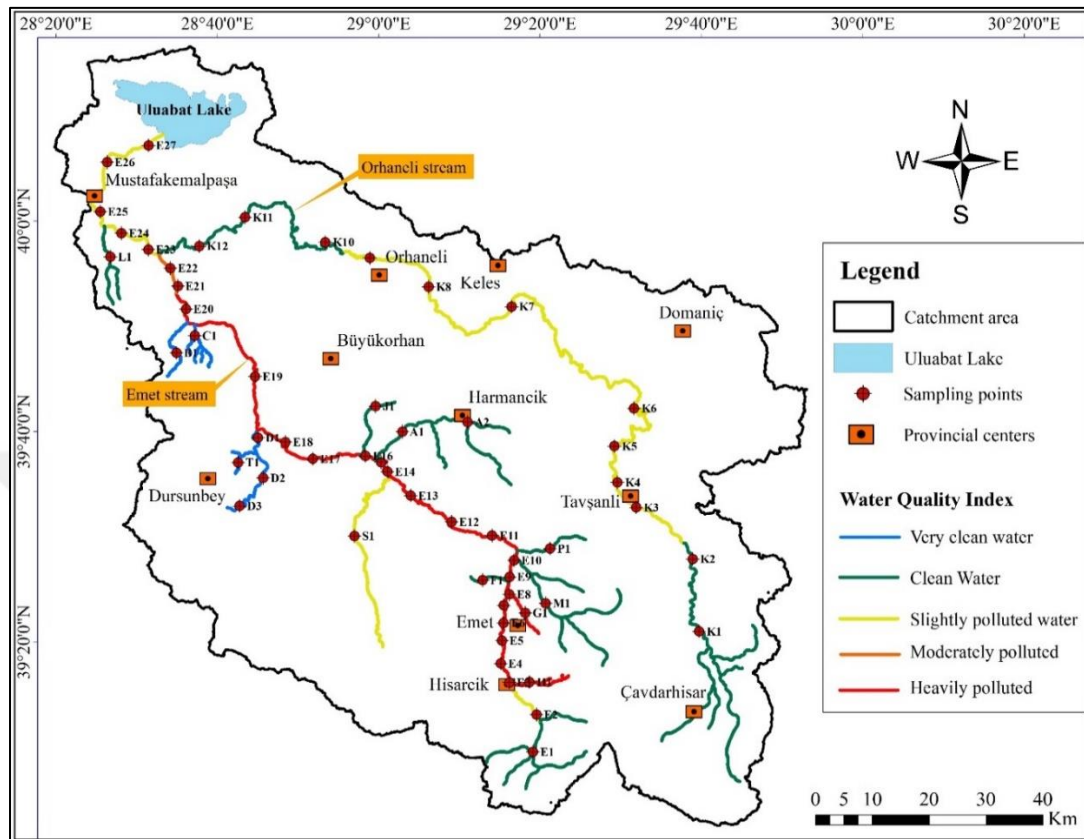 28°20'0"E 28°40'0"E 29°0'0"E 29°20'0"E 29°40'0"E 30°0'0"E 30°20'0"E
40°0'0"N
39°40'0"N
39°20'0"N
Uluabat Lake
N
W E
S
E27
E26
Mustafakemalpaşa
Orhaneli stream
E25
E24
K11
K12
K10
E23
L1
Orhaneli
Keles
E22
E21
K8
E20
K7
Domaniç
C1
Büyükorhan
Emet stream
E19
Harmancik
J1
A1
A2
K6
K5
E18
E17
E16
T1
D2
E14
Dursunbey
D3
E13
K4
Tavşanli
K3
E12
S1
E11
P1
E10
K2
F1
E9
E8
M1
G1
Emet
E5
K1
E4
Hisarcik
Çavdarhisar
E2
E1
Legend
Catchment area
Uluabat Lake
Sampling points
Provincial centers
Water Quality Index
Very clean water
Clean Water
Slightly polluted water
Moderately polluted
Heavily polluted
0 5 10 20 30 40
Km